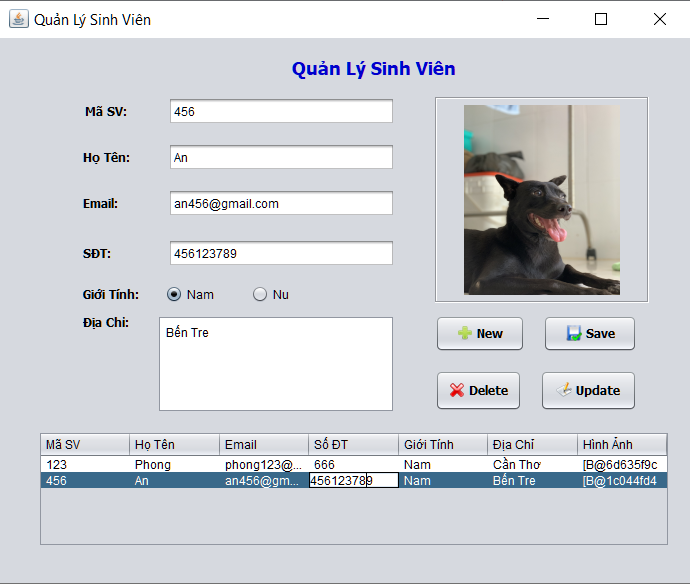 Quản Lý Sinh Viên
Quản Lý Sinh Viên
Mã SV: 456
Họ Tên: An
Email: an456@gmail.com
SĐT: 456123789
Giới Tính: Nam Nu
Địa Chỉ: Bến Tre
New Save
Delete Update
Mã SV Họ Tên Email Số ĐT Giới Tính Địa Chỉ Hình Ảnh
123 Phong phong123@... 666 Nam Cần Thơ [B@6d635f9c
456 An an456@gm... 456123789 Nam Bến Tre [B@1c044fd4